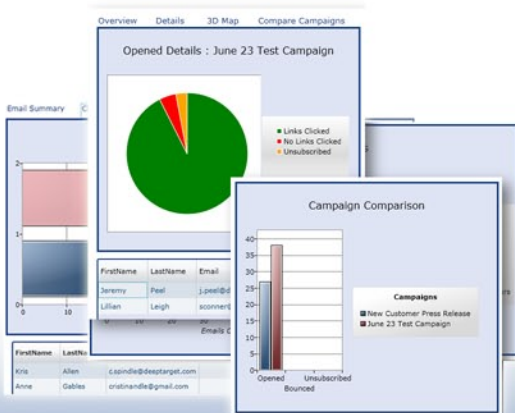 Overview Details 3D Map Compare Campaigns
Opened Details : June 23 Test Campaign
Links Clicked
No Links Clicked
Unsubscribed
FirstName LastName Email
Jeremy Peel j.peel@d
Lillian Leigh sconner
Email Summary
2
1
0
0 10
Emails
FirstName
Kris Allen c.spindle@deeptarget.com
Anne Gables cristinandle@gmail.com
Campaign Comparison
40
35
30
25
20
15
10
5
0
Opened Unsubscribed
Bounced
Campaigns
New Customer Press Release
June 23 Test Campaign